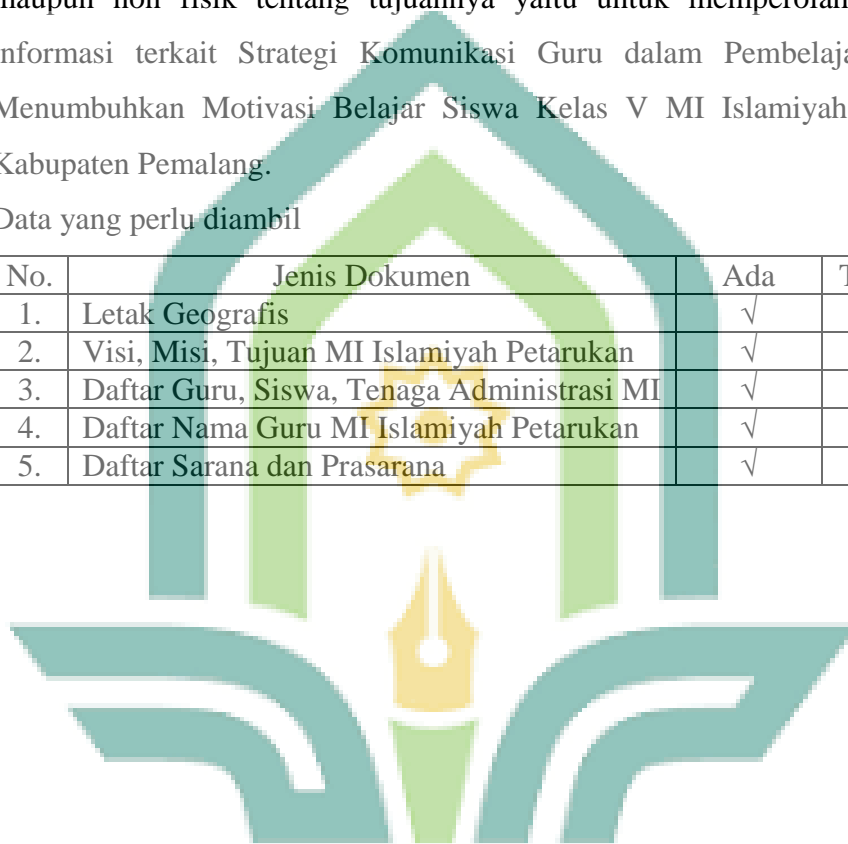 maupun non fisik tentang tujuannya yaitu untuk memperolah
informasi terkait Strategi Komunikasi Guru dalam Pembelaja
Menumbuhkan Motivasi Belajar Siswa Kelas V MI Islamiyah
Kabupaten Pemalang.
Data yang perlu diambil
No. Jenis Dokumen Ada T
1. Letak Geografis √
2. Visi, Misi, Tujuan MI Islamiyah Petarukan √
3. Daftar Guru, Siswa, Tenaga Administrasi MI √
4. Daftar Nama Guru MI Islamiyah Petarukan √
5. Daftar Sarana dan Prasarana √